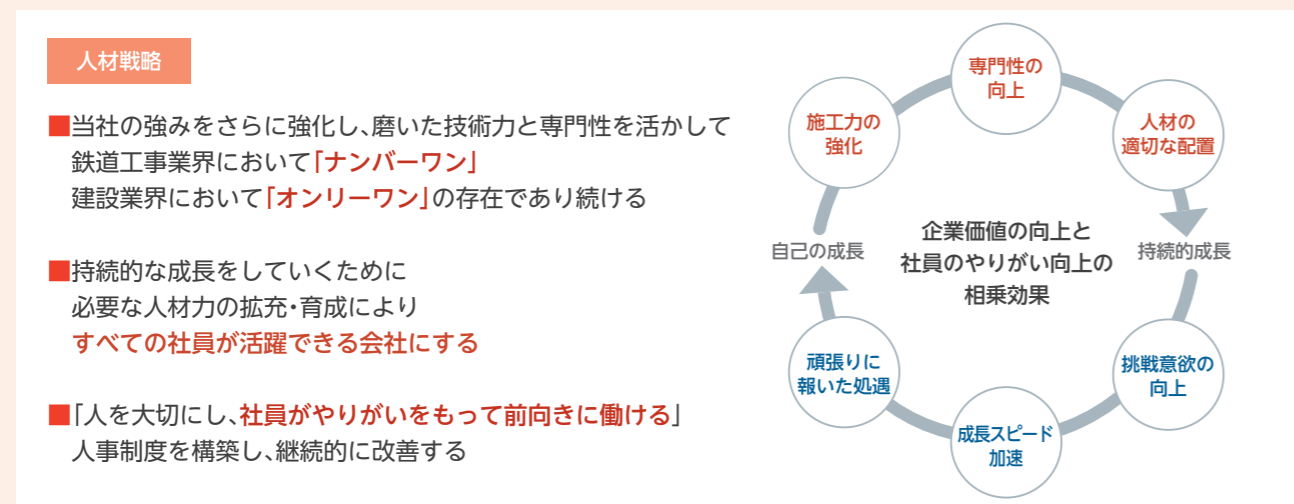 人材戦略
■当社の強みをさらに強化し、磨いた技術力と専門性を活かして
鉄道工事業界において「ナンバーワン」
建設業界において「オンリーワン」の存在であり続ける
■持続的な成長をしていくために
必要な人材力の拡充・育成により
すべての社員が活躍できる会社にする
■「人を大切にし、社員がやりがいをもって前向きに働ける」
人事制度を構築し、継続的に改善する
専門性の
向上
人材の
適切な配置
持続的成長
挑戦意欲の
向上
成長スピード
加速
頑張りに
報いた処遇
自己の成長
施工力の
強化
企業価値の向上と
社員のやりがい向上の
相乗効果